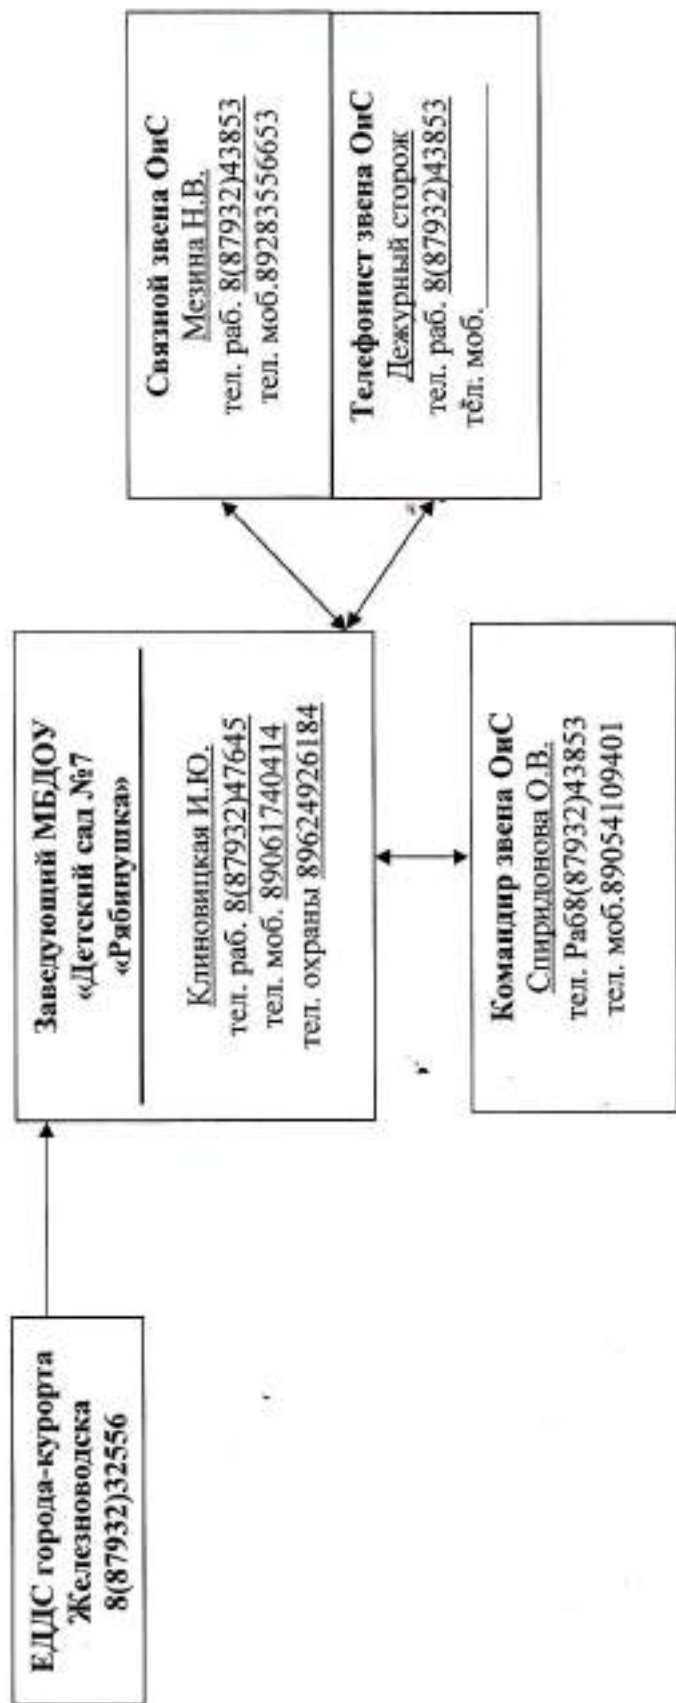 ЕДДС города-курорта
Железноводска
8(87932)32556
Заведующий МБДОУ
«Детский сад №7
«Рябинушка»
Клиновицкая И.Ю.
тел. раб. 8(87932)47645
тел. моб. 89061740414
тел. охраны 89624926184
Командир звена ОиС
Спиридонова О.В.
тел. Раб8(87932)43853
тел. моб.89054109401
Связной звена ОиС
Мезина Н.В.
тел. раб. 8(87932)43853
тел. моб.89283556653
Телефонист звена ОиС
Дежурный сторож
тел. раб. 8(87932)43853
тел. моб.